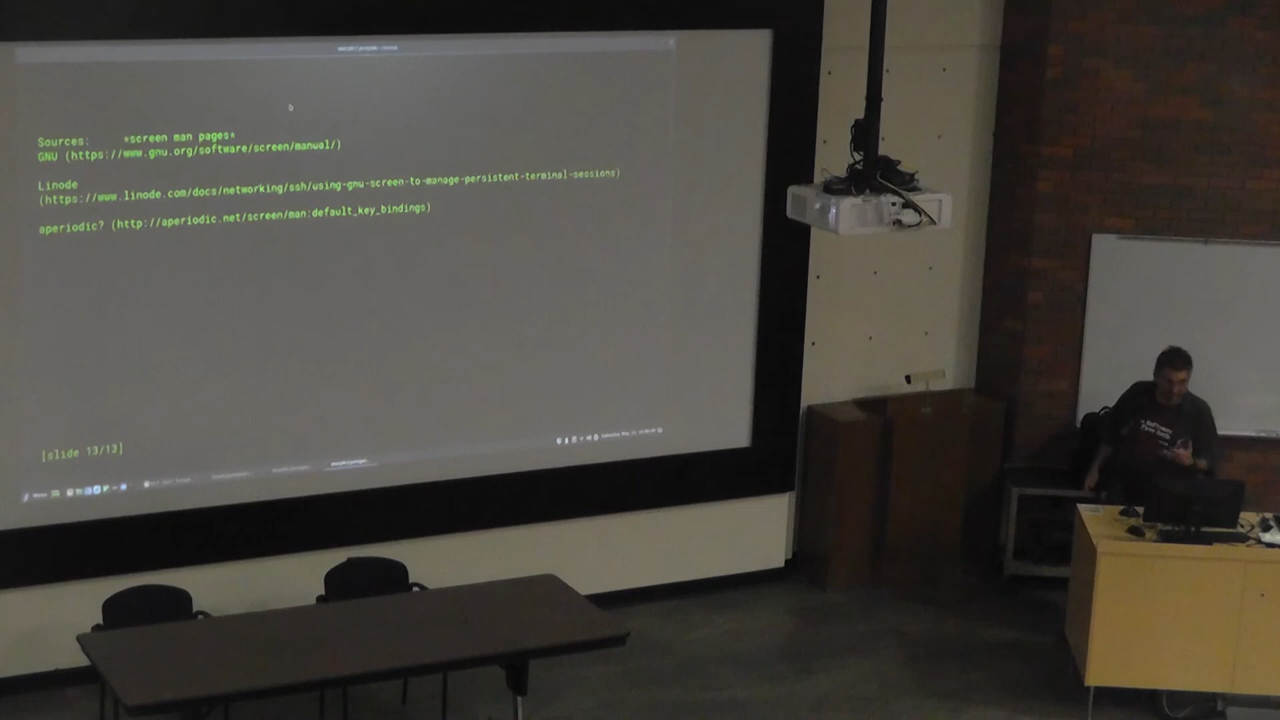 Sources: *screen man pages*
GNU (https://www.gnu.org/software/screen/manual/)
Linode
(https://www.linode.com/docs/networking/ssh/using-gnu-screen-to-manage-persistent-terminal-sessions)
aperiodic? (http://aperiodic.net/screen/man:default_key_bindings)
[slide 13/13]